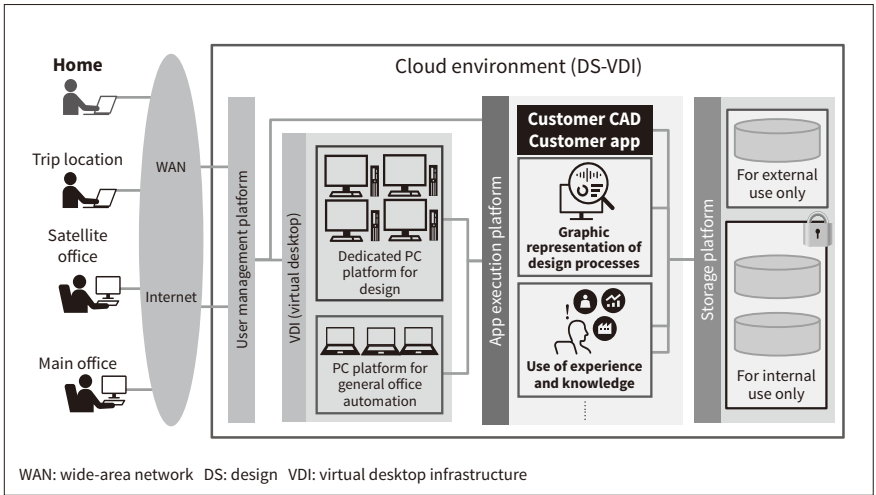 Cloud environment (DS-VDI)
Home
Trip location
Satellite
office
Main office
WAN
Internet
User management platform
VDI (virtual desktop)
Dedicated PC
platform for
design
PC platform for
general office
automation
App execution platform
Customer CAD
Customer app
Graphic
representation of
design processes
!
Use of experience
and knowledge
Storage platform
For external
use only
For internal
use only
WAN: wide-area network DS: design VDI: virtual desktop infrastructure